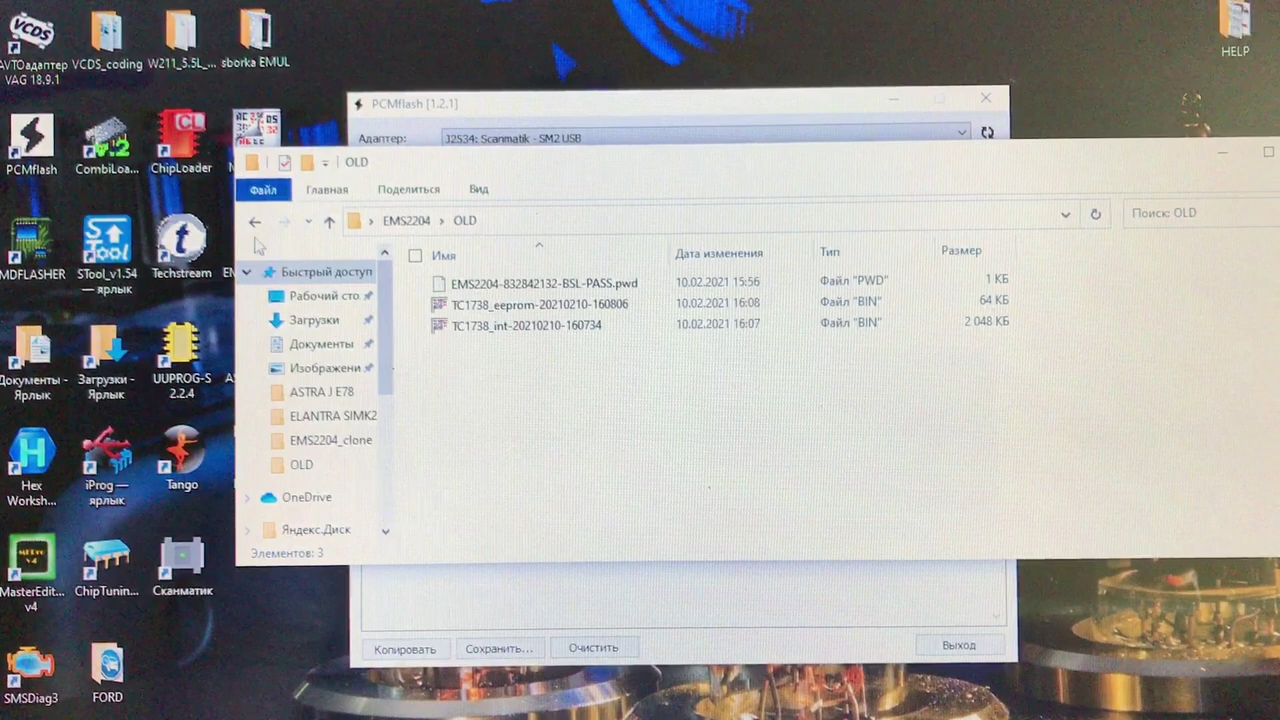 VCDS
АVТОадаптер
VAG 18.9.1
VCDS_coding
W211_5.5L_...
sborka EMUL
HELP
PCMflash [1.2.1]
Адаптер:
J2534: Scanmatik - SM2 USB
PCMflash
CombiLoa...
CL
ChipLoader
OLD
Файл
Главная
Поделиться
Вид
EMS2204
OLD
Поиск: OLD
Имя
Дата изменения
Тип
Размер
EMS2204-832842132-BSL-PASS.pwd
10.02.2021 15:56
Файл "PWD"
1 КБ
TC1738_eeprom-20210210-160806
10.02.2021 16:08
Файл "BIN"
64 КБ
TC1738_int-20210210-160734
10.02.2021 16:07
Файл "BIN"
2 048 КБ
MDFLASHER
STool_v1.54
— ярлык
Techstream
Быстрый доступ
Рабочий сто
Загрузки
Документы
Изображени
ASTRA J E78
ELANTRA SIMK2
EMS2204_clone
OLD
OneDrive
Яндекс.Диск
Элементов: 3
Документы -
Ярлык
Загрузки -
Ярлык
UUPROG-S
2.2.4
Hex
Worksh...
iProg —
ярлык
Tango
MasterEdit...
v4
ChipTunin...
Сканматик
SMSDiag3
FORD
Копировать
Сохранить...
Очистить
Выход